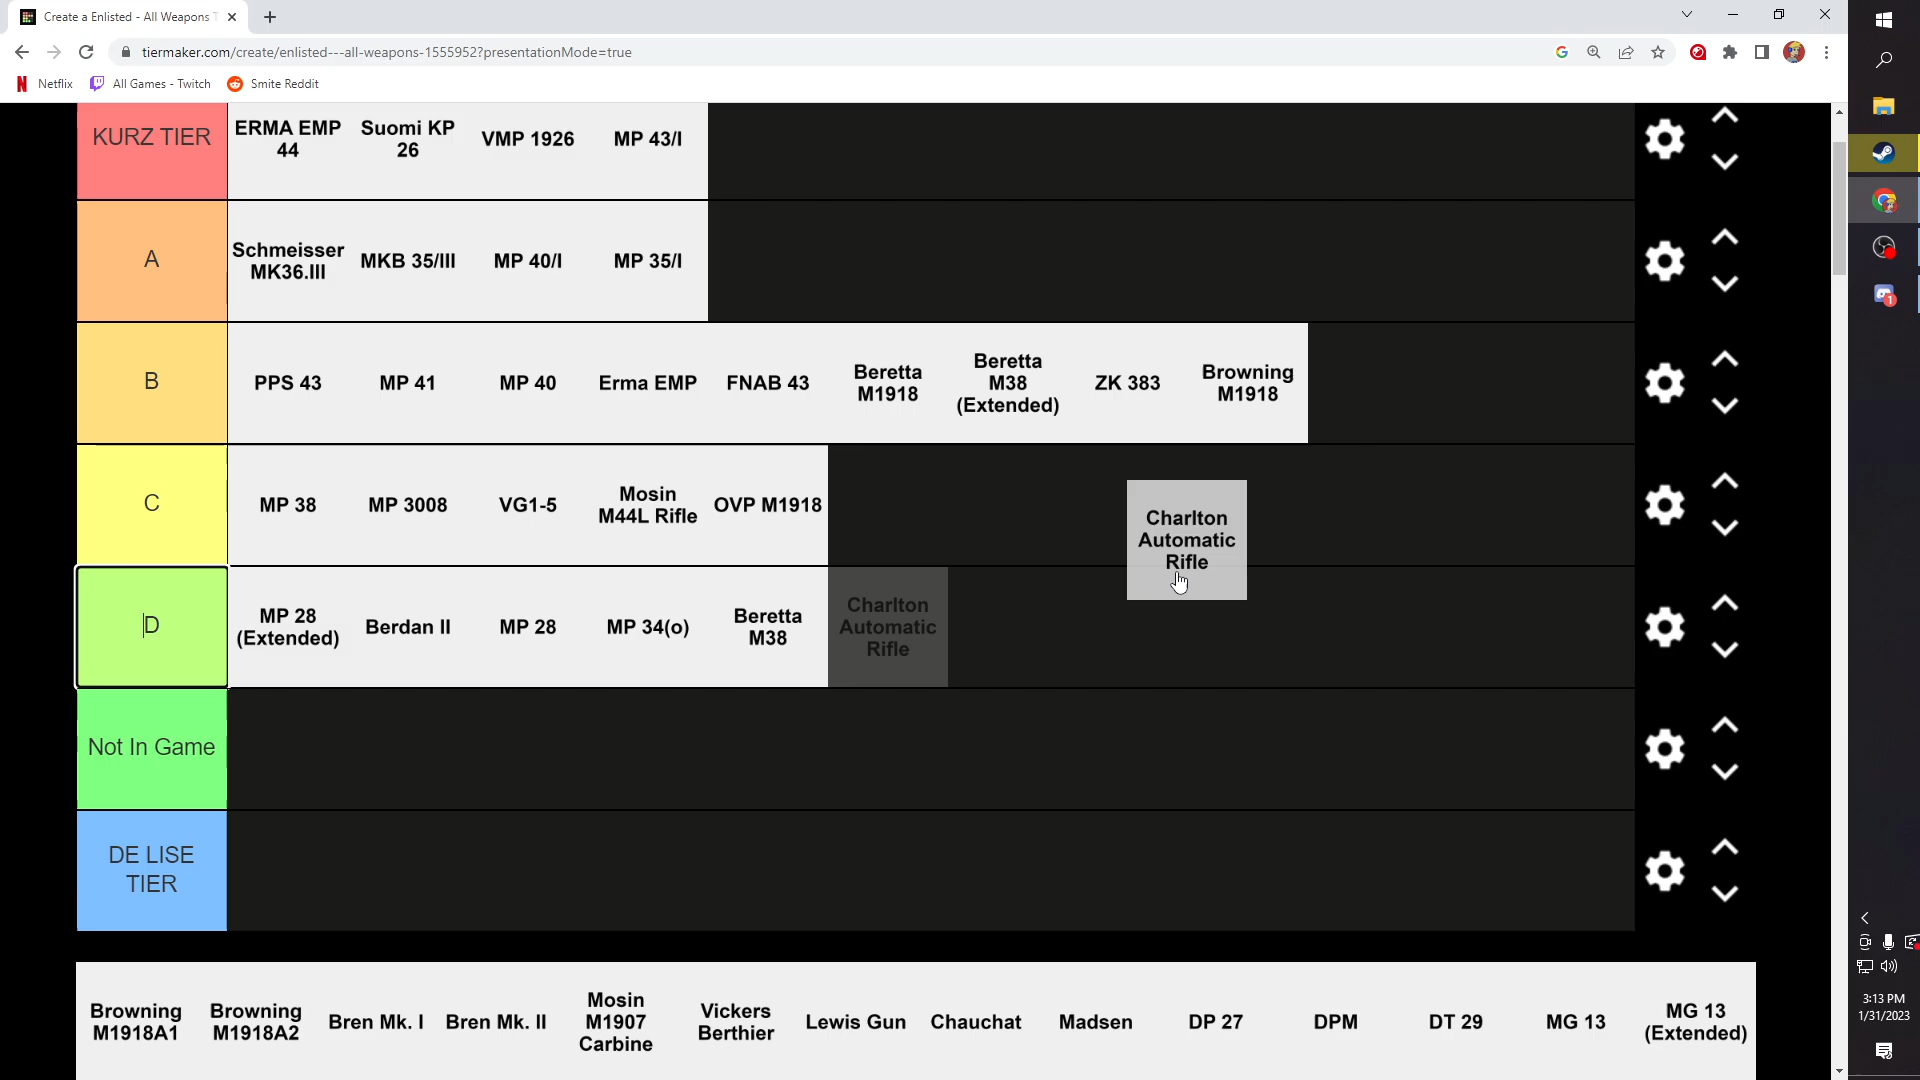 Create a Enlisted - All Weapons T
tiermaker.com/create/enlisted---all-weapons-1555952?presentationMode=true
Netflix
All Games - Twitch
Smite Reddit
KURZ TIER
ERMA EMP
44
Suomi KP
26
VMP 1926
MP 43/I
A
Schmeisser
MK36.III
MKB 35/III
MP 40/I
MP 35/I
B
PPS 43
MP 41
MP 40
Erma EMP
FNAB 43
Beretta
M1918
Beretta
M38
(Extended)
ZK 383
Browning
M1918
C
MP 38
MP 3008
VG1-5
Mosin
M44L Rifle
OVP M1918
Charlton
Automatic
Rifle
D
MP 28
(Extended)
Berdan II
MP 28
MP 34(o)
Beretta
M38
Charlton
Automatic
Rifle
Not In Game
DE LISE
TIER
Browning
M1918A1
Browning
M1918A2
Bren Mk. I
Bren Mk. II
Mosin
M1907
Carbine
Vickers
Berthier
Lewis Gun
Chauchat
Madsen
DP 27
DPM
DT 29
MG 13
MG 13
(Extended)
1
3:13 PM
1/31/2023